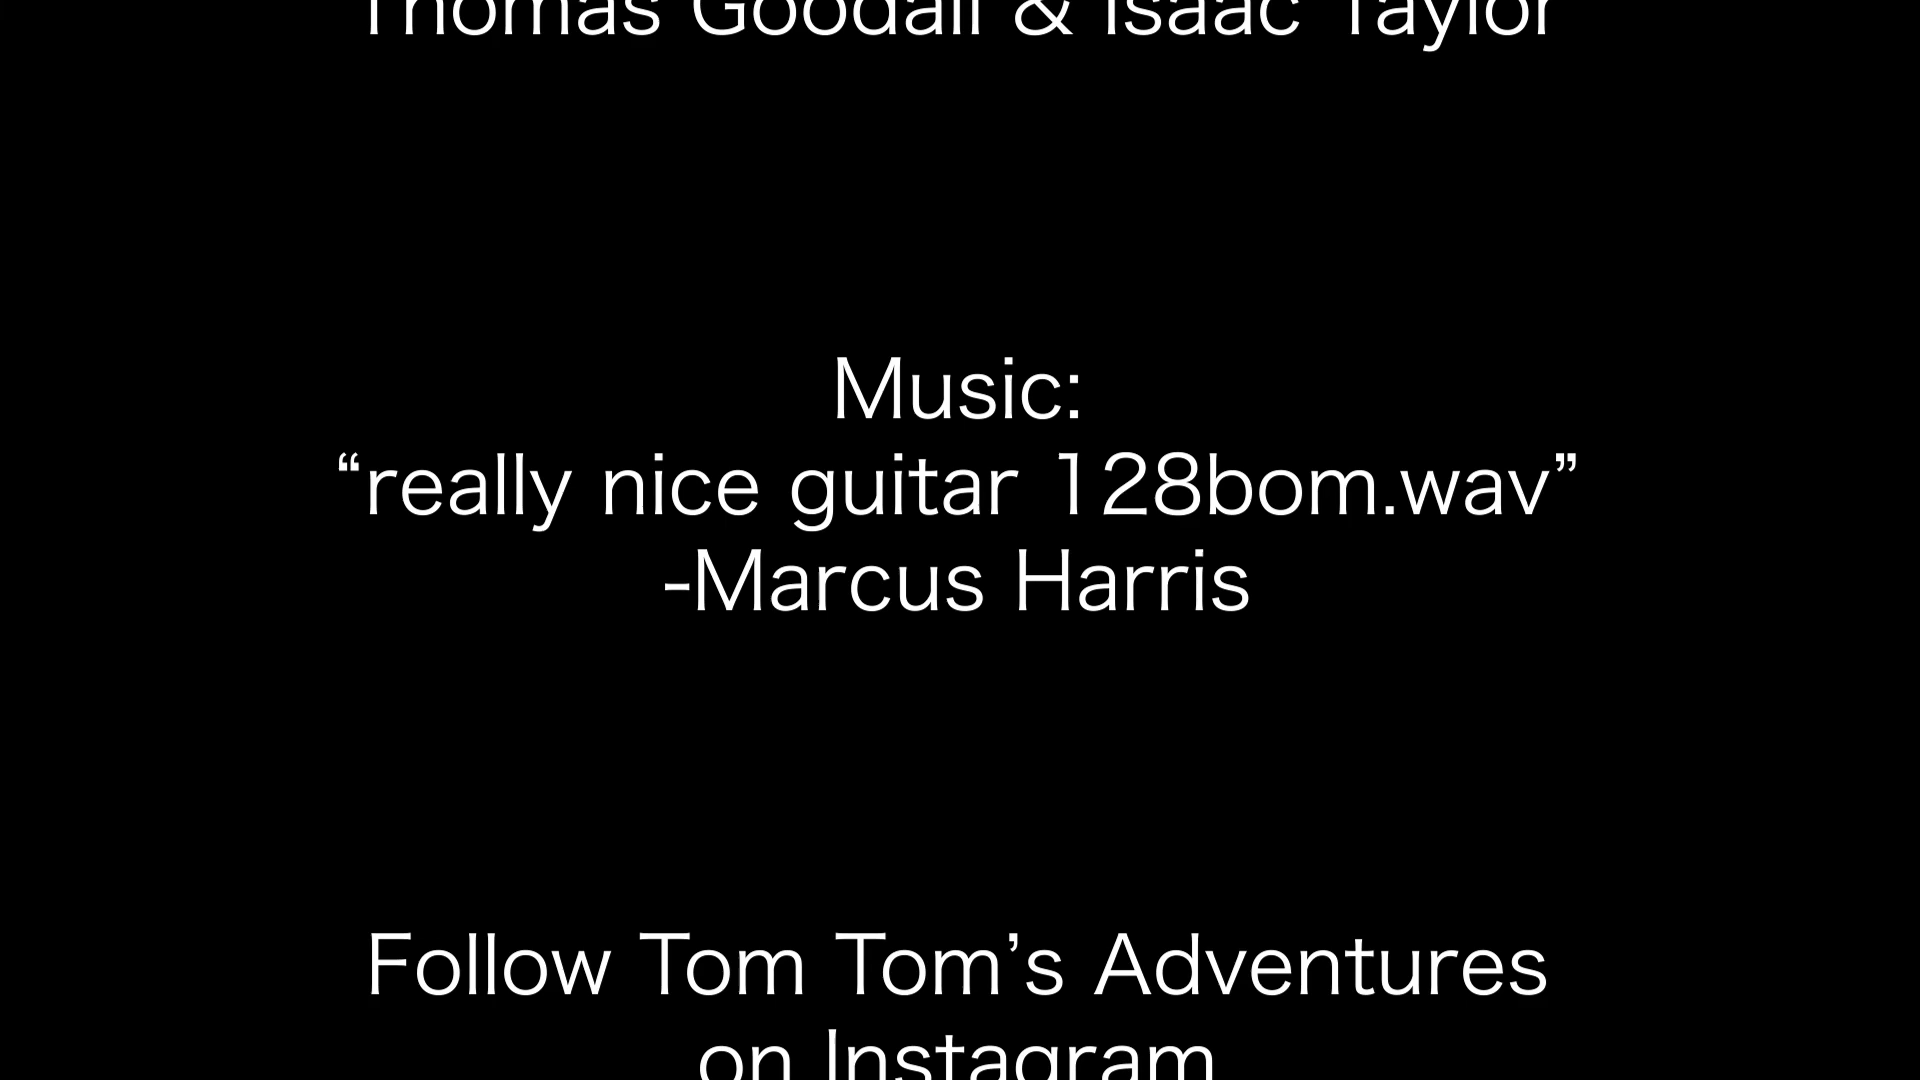 Thomas Goodall & Isaac Taylor
Music:
“really nice guitar 128bom.wav”
-Marcus Harris
Follow Tom Tom’s Adventures
on Instagram